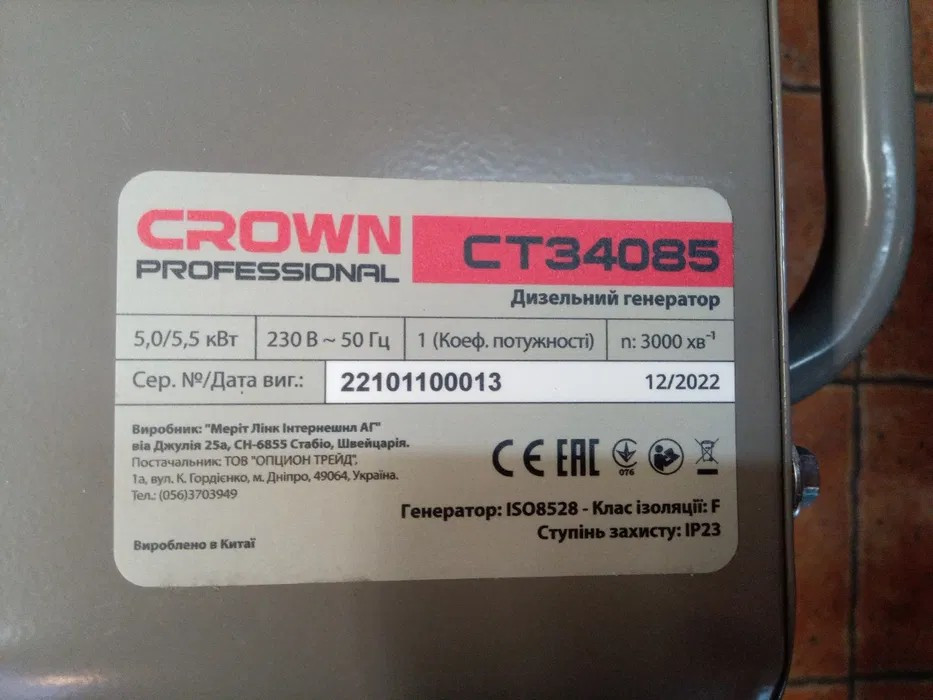 CROWN
PROFESSIONAL
CT34085
Дизельний генератор
5,0/5,5 кВт 230 В ~ 50 Гц 1 (Коеф. потужності) n: 3000 хв⁻¹
Сер. №/Дата виг.: 22101100013 12/2022
Виробник: "Меріт Лінк Інтернешнл АГ"
віа Джулія 25а, CH-6855 Стабіо, Швейцарія.
Постачальник: ТОВ "ОПЦИОН ТРЕЙД",
1а, вул. К. Гордієнко, м. Дніпро, 49064, Україна.
Тел.: (056)3703949
CE EAC 076
Генератор: ISO8528 - Клас ізоляції: F
Ступінь захисту: IP23
Вироблено в Китаї